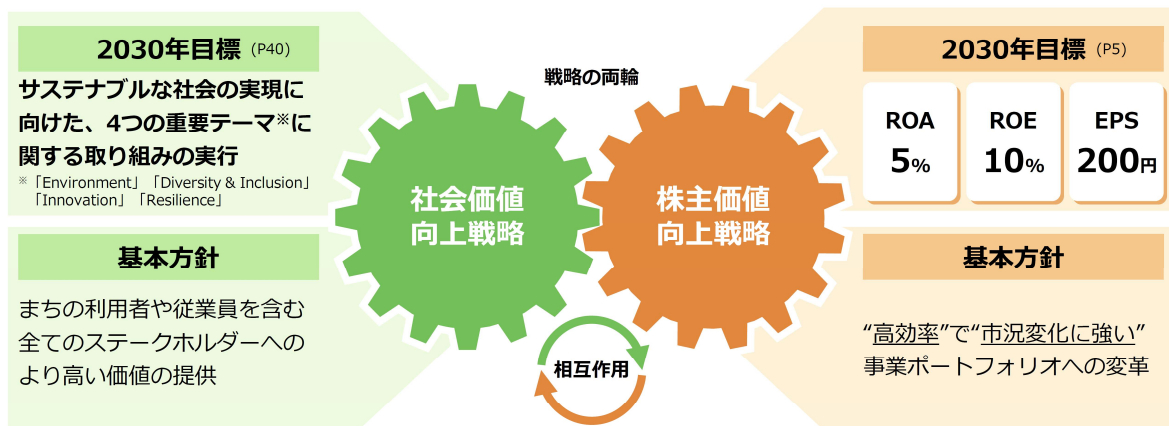 2030年目標 (P40)
サステナブルな社会の実現に
向けた、4つの重要テーマ※に
関する取り組みの実行
※「Environment」「Diversity & Inclusion」
「Innovation」「Resilience」
基本方針
まちの利用者や従業員を含む
全てのステークホルダーへの
より高い価値の提供
戦略の両輪
社会価値
向上戦略
株主価値
向上戦略
相互作用
2030年目標 (P5)
ROA
5%
ROE
10%
EPS
200円
基本方針
“高効率”で“市況変化に強い”
事業ポートフォリオへの変革